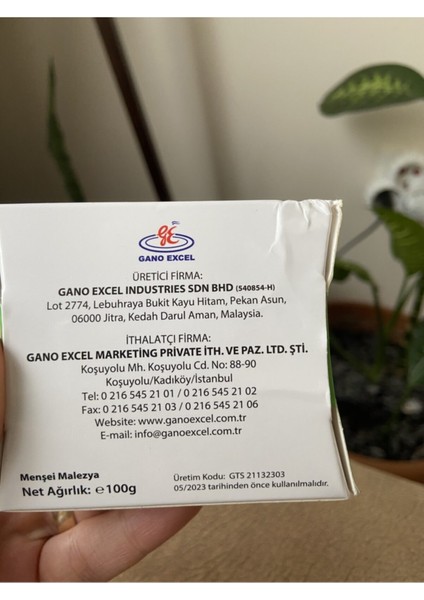 GANO EXCEL
ÜRETİCİ FİRMA:
GANO EXCEL INDUSTRIES SDN BHD (540854-H)
Lot 2774, Lebuhraya Bukit Kayu Hitam, Pekan Asun,
06000 Jitra, Kedah Darul Aman, Malaysia.
İTHALATÇI FİRMA:
GANO EXCEL MARKETİNG PRİVATE İTH. VE PAZ. LTD. ŞTİ.
Koşuyolu Mh. Koşuyolu Cd. No: 88-90
Koşuyolu/Kadıköy/İstanbul
Tel: 0 216 545 21 01 / 0 216 545 21 02
Fax: 0 216 545 21 03 / 0 216 545 21 06
Website: www.ganoexcel.com.tr
E-mail: info@ganoexcel.com.tr
Menşei Malezya
Net Ağırlık: ℮100g
Üretim Kodu: GTS 21132303
05/2023 tarihinden önce kullanılmalıdır.